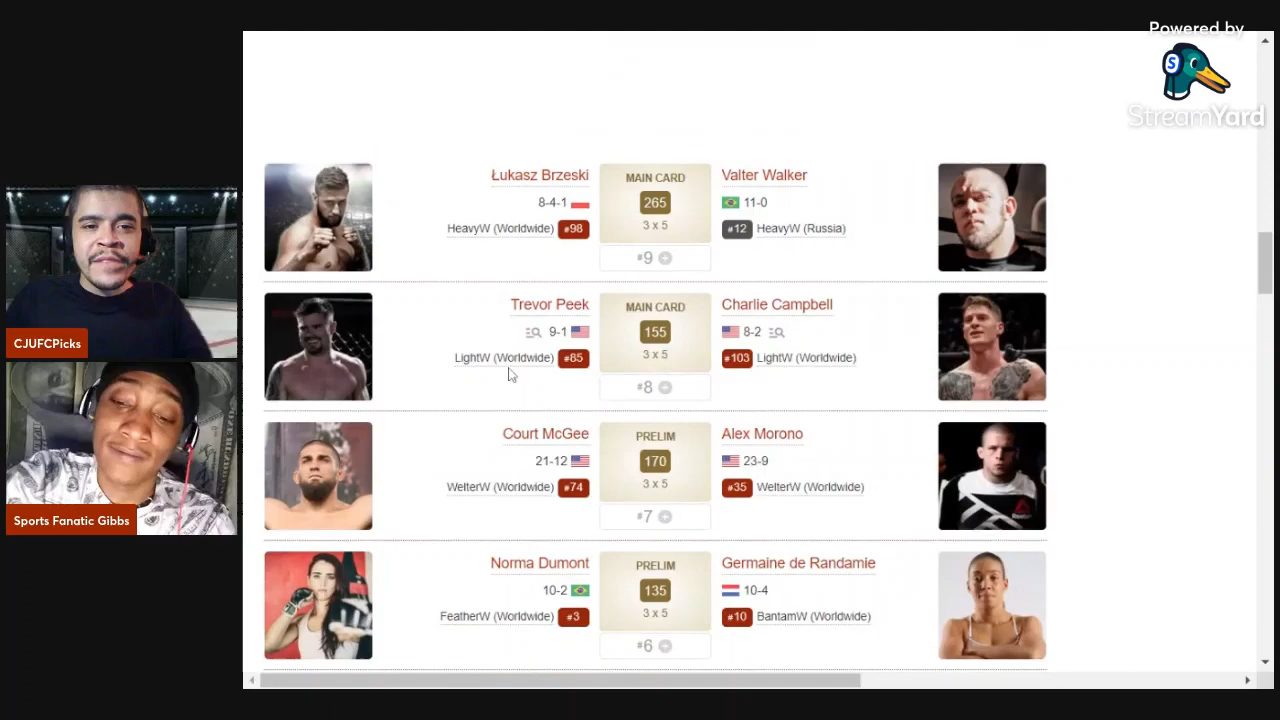 Powered by
StreamYard
CJUFCPicks
Sports Fanatic Gibbs
Łukasz Brzeski
8-4-1
HeavyW (Worldwide) #98
MAIN CARD
265
3 x 5
#9
Valter Walker
11-0
#12 HeavyW (Russia)
Trevor Peek
9-1
LightW (Worldwide) #85
MAIN CARD
155
3 x 5
#8
Charlie Campbell
8-2
#103 LightW (Worldwide)
Court McGee
21-12
WelterW (Worldwide) #74
PRELIM
170
3 x 5
#7
Alex Morono
23-9
#35 WelterW (Worldwide)
Norma Dumont
10-2
FeatherW (Worldwide) #3
PRELIM
135
3 x 5
#6
Germaine de Randamie
10-4
#10 BantamW (Worldwide)